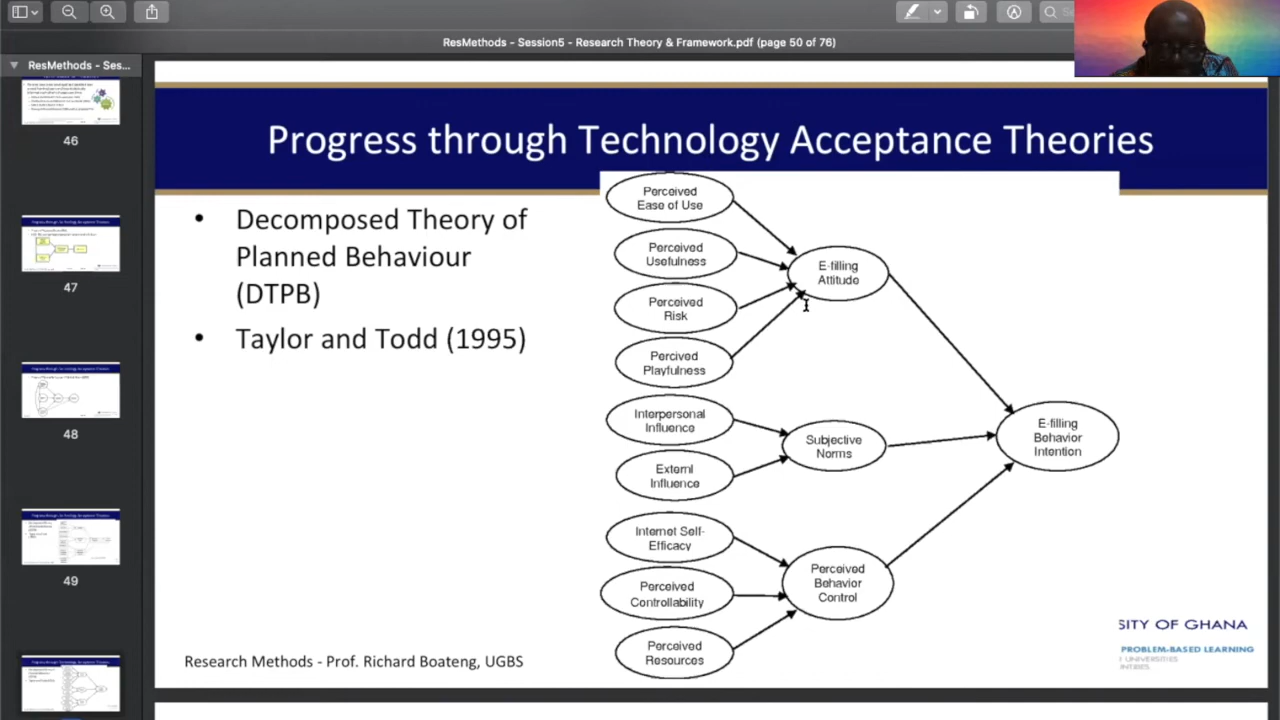 ResMethods - Session5 - Research Theory & Framework.pdf (page 50 of 76)
ResMethods - Ses...
46
47
48
49
Progress through Technology Acceptance Theories
• Decomposed Theory of
Planned Behaviour
(DTPB)
• Taylor and Todd (1995)
Perceived
Ease of Use
Perceived
Usefulness
Perceived
Risk
Percived
Playfulness
Interpersonal
Influence
Externl
Influence
Internet Self-
Efficacy
Perceived
Controllability
Perceived
Resources
E-filling
Attitude
Subjective
Norms
Perceived
Behavior
Control
E-filling
Behavior
Intention
Research Methods - Prof. Richard Boateng, UGBS
SITY OF GHANA
PROBLEM-BASED LEARNING
UNIVERSITIES